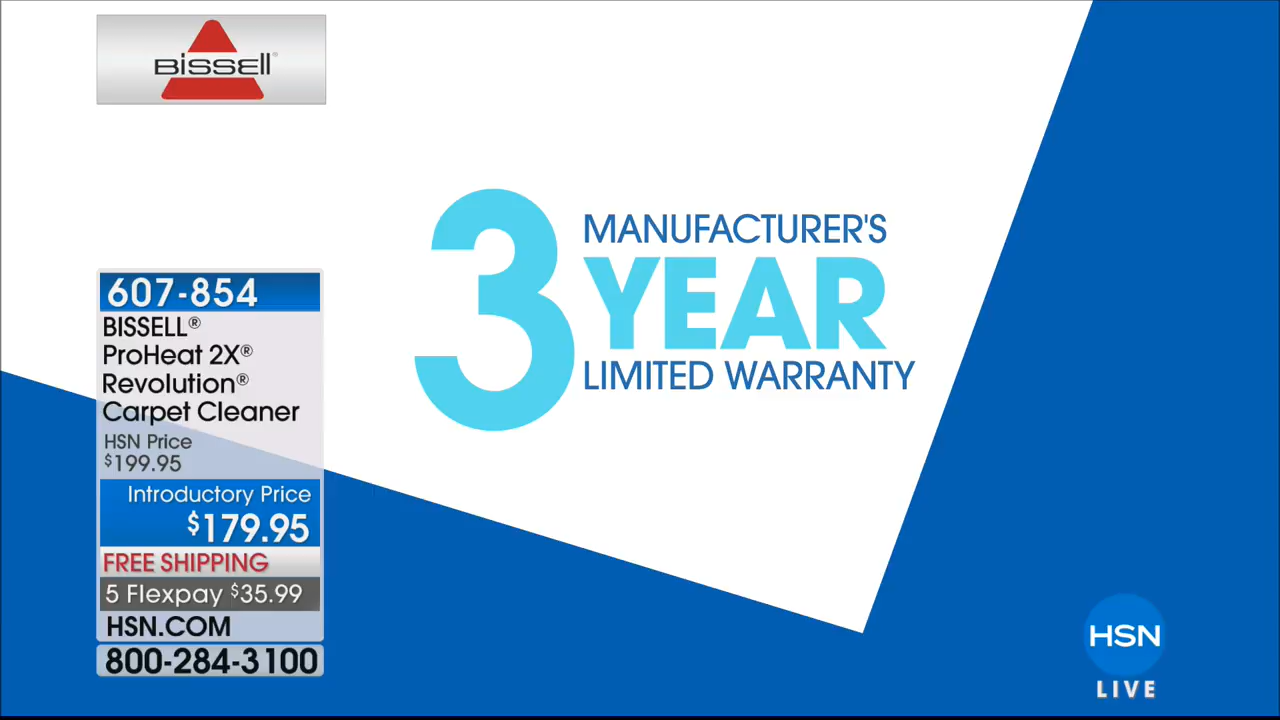 BISSELL®
3
MANUFACTURER'S
YEAR
LIMITED WARRANTY
607-854
BISSELL®
ProHeat 2X®
Revolution®
Carpet Cleaner
HSN Price
$199.95
Introductory Price
$179.95
FREE SHIPPING
5 Flexpay $35.99
HSN.COM
800-284-3100
HSN
LIVE